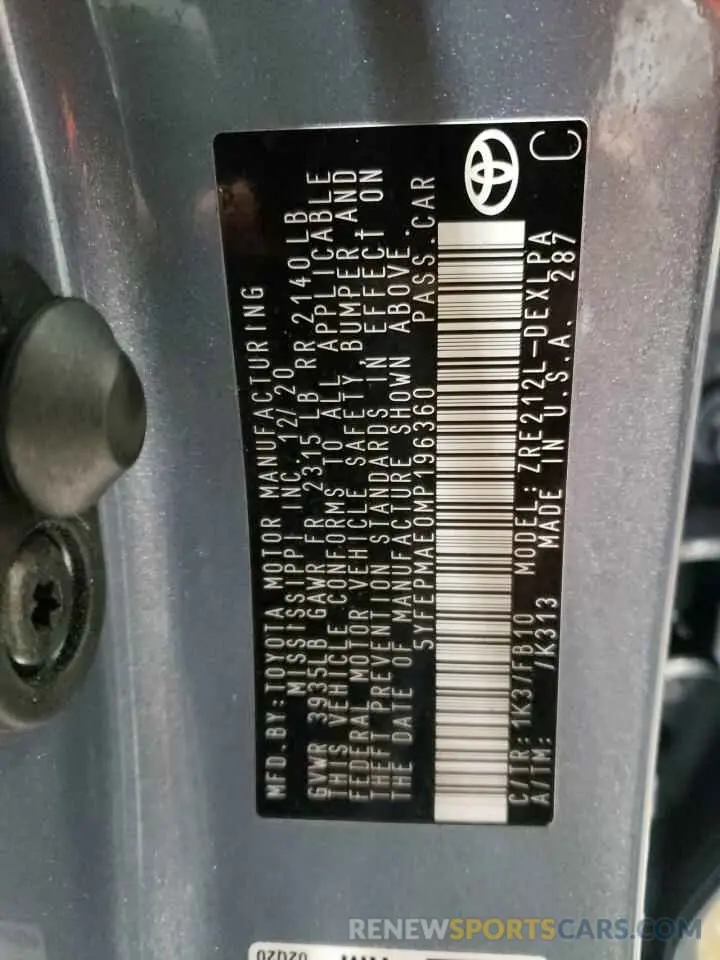 MFD.BY:TOYOTA MOTOR MANUFACTURING
MISSISSIPPI INC.12/20
GVWR 3935LB GAWR FR 2315 LB RR 2140LB
THIS VEHICLE CONFORMS TO ALL APPLICABLE
FEDERAL MOTOR VEHICLE SAFETY, BUMPER, AND
THEFT PREVENTION STANDARDS IN EFFECT ON
THE DATE OF MANUFACTURE SHOWN ABOVE.
5YFEPMAE0MP196360 PASS.CAR
C/TR: 1K3/FB10 MODEL: ZRE212L-DEXLPA
A/TM: /K313 MADE IN U.S.A. 287
C
RENEWSPORTSCARS.COM